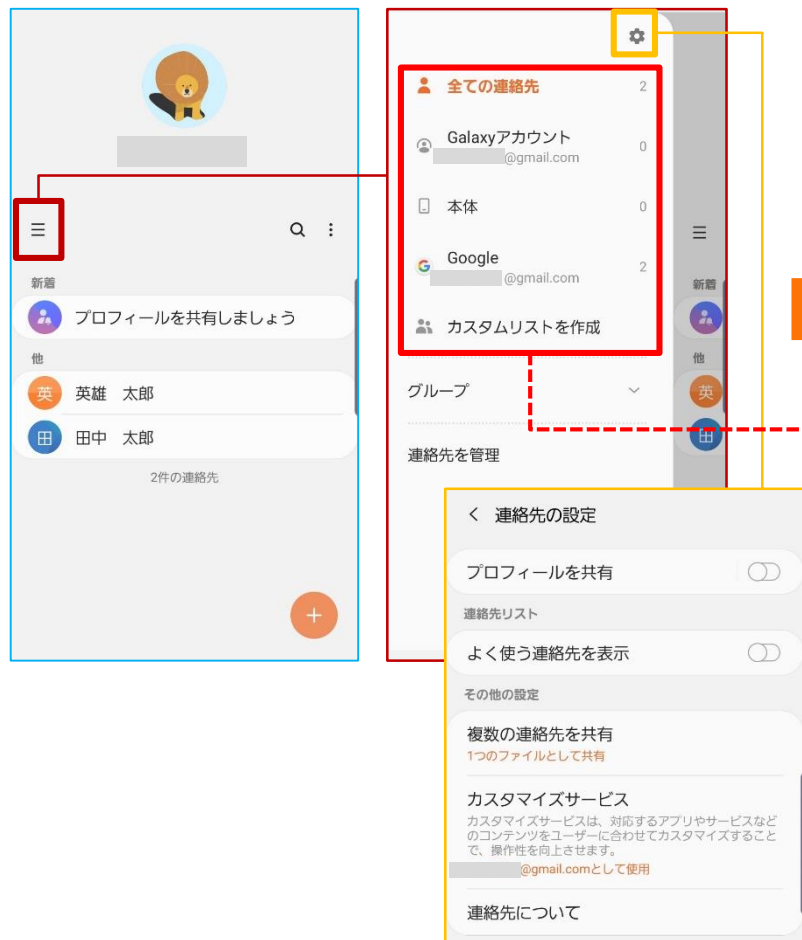 新着
プロフィールを共有しましょう
他
英
英雄　太郎
田
田中　太郎
2件の連絡先
全ての連絡先 2
Galaxyアカウント 0
@gmail.com
本体 0
Google 2
@gmail.com
カスタムリストを作成
グループ
連絡先を管理
新着
他
英
田
連絡先の設定
プロフィールを共有
連絡先リスト
よく使う連絡先を表示
その他の設定
複数の連絡先を共有
1つのファイルとして共有
カスタマイズサービス
カスタマイズサービスは、対応するアプリやサービスなど
のコンテンツをユーザーに合わせてカスタマイズすること
で、操作性を向上させます。
@gmail.comとして使用
連絡先について